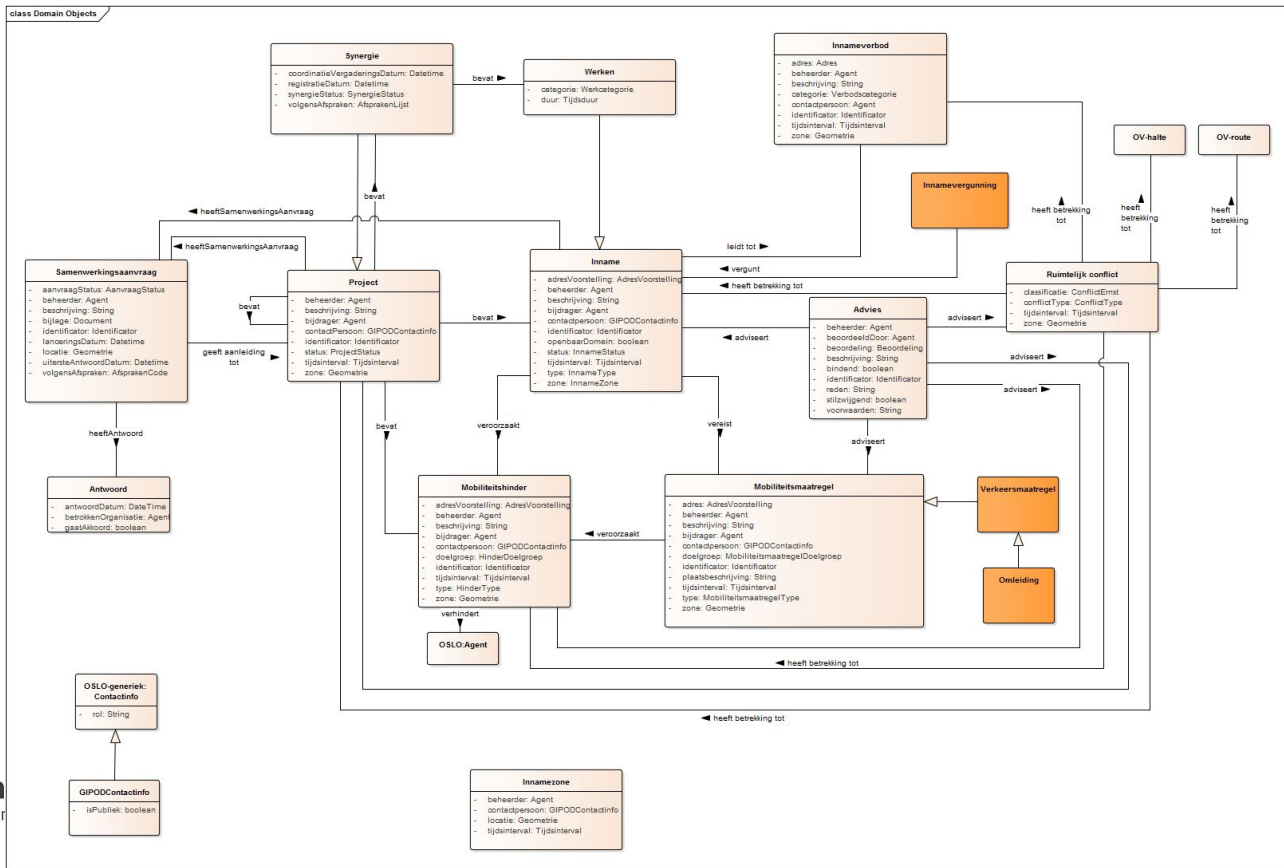 class Domain Objects
Synergie
- coordinatieVergaderingsDatum: Datetime
- registratieDatum: Datetime
- synergieStatus: SynergieStatus
- volgensAfspraken: AfsprakenLijst
bevat
Werken
- categorie: Werkcategorie
- duur: Tijdsduur
Innameverbod
- adres: Adres
- beheerder: Agent
- beschrijving: String
- categorie: Verbodscategorie
- contactpersoon: Agent
- identificator: Identificator
- tijdsinterval: Tijdsinterval
- zone: Geometrie
OV-halte
OV-route
Innamevergunning
bevat
heeft betrekking
tot
heeft
betrekking
tot
heeft
betrekking
tot
heeftSamenwerkingsAanvraag
heeftSamenwerkingsAanvraag
leidt tot
vergunt
heeft betrekking tot
Samenwerkingsaanvraag
- aanvraagStatus: AanvraagStatus
- beheerder: Agent
- beschrijving: String
- bijlage: Document
- identificator: Identificator
- lanceringsDatum: Datetime
- locatie: Geometrie
- uitersteAntwoordDatum: Datetime
- volgensAfspraken: AfsprakenCode
bevat
geeft aanleiding
tot
Project
- beheerder: Agent
- beschrijving: String
- bijdrager: Agent
- contactPersoon: GIPODContactinfo
- identificator: Identificator
- status: ProjectStatus
- tijdsinterval: Tijdsinterval
- zone: Geometrie
bevat
Inname
- adresVoorstelling: AdresVoorstelling
- beheerder: Agent
- beschrijving: String
- bijdrager: Agent
- contactpersoon: GIPODContactinfo
- identificator: Identificator
- openbaarDomein: boolean
- status: InnameStatus
- tijdsinterval: Tijdsinterval
- type: InnameType
- zone: InnameZone
adviseert
Advies
- beheerder: Agent
- beoordeeldDoor: Agent
- beoordeling: Beoordeling
- beschrijving: String
- bindend: boolean
- identificator: Identificator
- reden: String
- stilzwijgend: boolean
- voorwaarden: String
adviseert
Ruimtelijk conflict
- classificatie: ConflictErnst
- conflictType: ConflictType
- tijdsinterval: Tijdsinterval
- zone: Geometrie
adviseert
adviseert
heeftAntwoord
bevat
veroorzaakt
vereist
adviseert
Antwoord
- antwoordDatum: DateTime
- betrokkenOrganisatie: Agent
- gaatAkkoord: boolean
Mobiliteitshinder
- adresVoorstelling: AdresVoorstelling
- beheerder: Agent
- beschrijving: String
- bijdrager: Agent
- contactpersoon: GIPODContactinfo
- doelgroep: HinderDoelgroep
- identificator: Identificator
- tijdsinterval: Tijdsinterval
- type: HinderType
- zone: Geometrie
veroorzaakt
Mobiliteitsmaatregel
- adres: AdresVoorstelling
- beheerder: Agent
- beschrijving: String
- bijdrager: Agent
- contactpersoon: GIPODContactinfo
- doelgroep: MobiliteitsmaatregelDoelgroep
- identificator: Identificator
- plaatsbeschrijving: String
- tijdsinterval: Tijdsinterval
- type: MobiliteitsmaatregelType
- zone: Geometrie
Verkeersmaatregel
Omleiding
verhindert
OSLO:Agent
heeft betrekking tot
heeft betrekking tot
OSLO-generiek:
Contactinfo
- rol: String
GIPODContactinfo
- isPubliek: boolean
Innamezone
- beheerder: Agent
- contactpersoon: GIPODContactinfo
- locatie: Geometrie
- tijdsinterval: Tijdsinterval